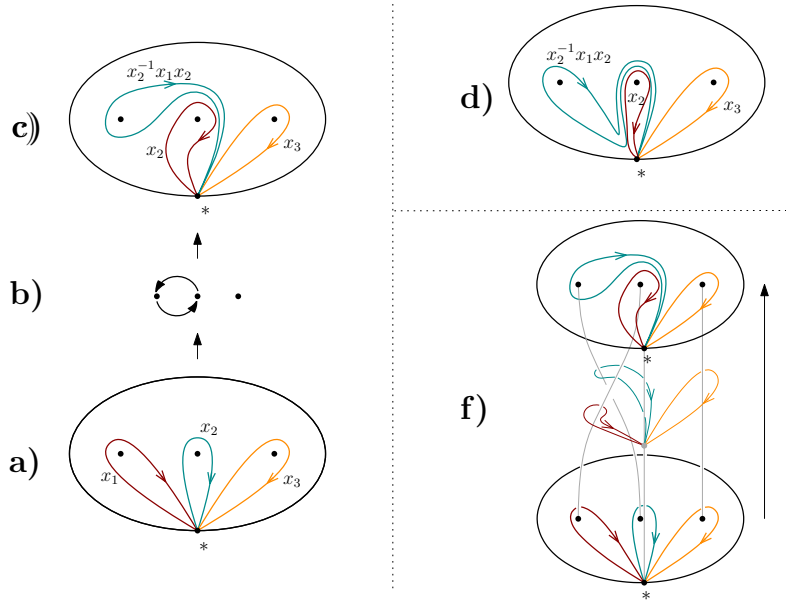 c)
$x_2^{-1}x_1x_2$
$x_2$
$x_3$
*
b)
a)
$x_1$
$x_2$
$x_3$
*
d)
$x_2^{-1}x_1x_2$
$x_2$
$x_3$
*
f)
*
*